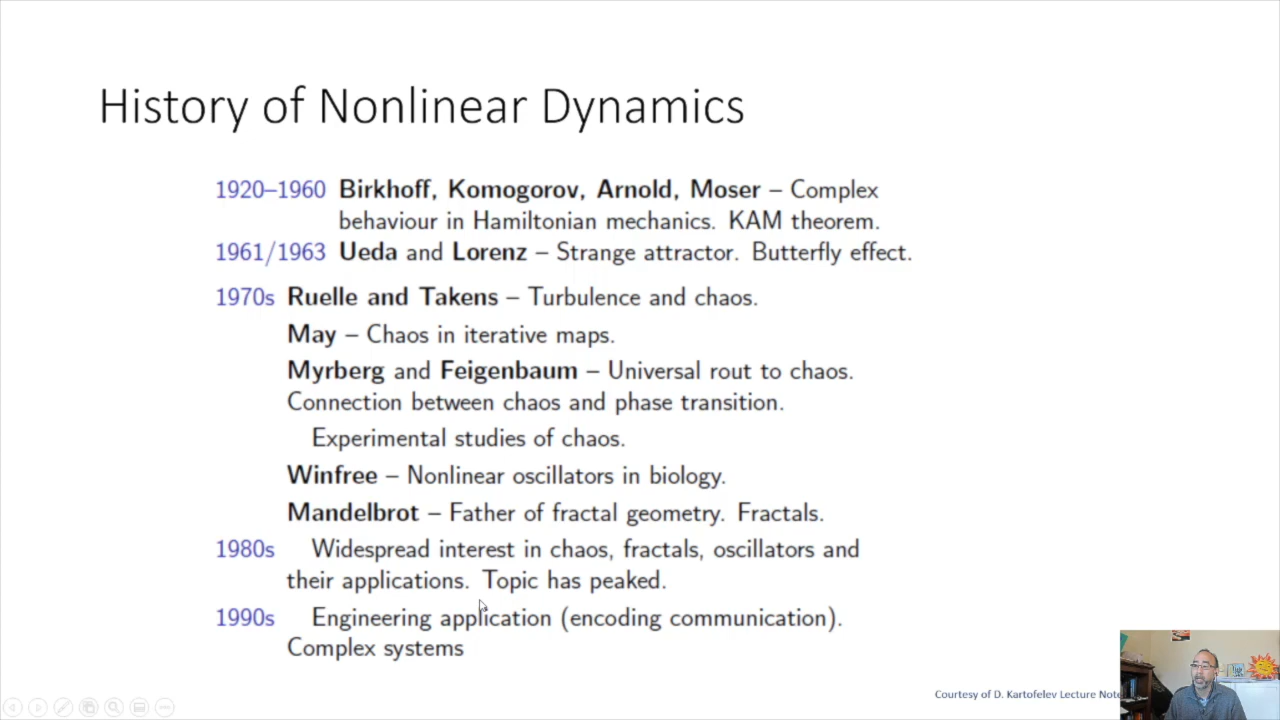 History of Nonlinear Dynamics
1920–1960 Birkhoff, Komogorov, Arnold, Moser – Complex
behaviour in Hamiltonian mechanics. KAM theorem.
1961/1963 Ueda and Lorenz – Strange attractor. Butterfly effect.
1970s Ruelle and Takens – Turbulence and chaos.
May – Chaos in iterative maps.
Myrberg and Feigenbaum – Universal rout to chaos.
Connection between chaos and phase transition.
Experimental studies of chaos.
Winfree – Nonlinear oscillators in biology.
Mandelbrot – Father of fractal geometry. Fractals.
1980s Widespread interest in chaos, fractals, oscillators and
their applications. Topic has peaked.
1990s Engineering application (encoding communication).
Complex systems
Courtesy of D. Kartofelev Lecture Note